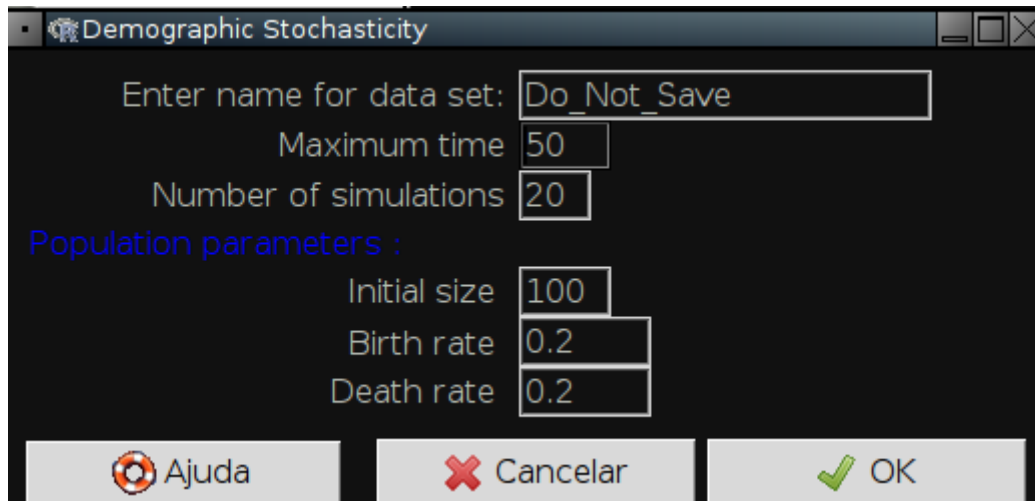 Demographic Stochasticity
Enter name for data set: Do_Not_Save
Maximum time 50
Number of simulations 20
Population parameters :
Initial size 100
Birth rate 0.2
Death rate 0.2
Ajuda Cancelar OK